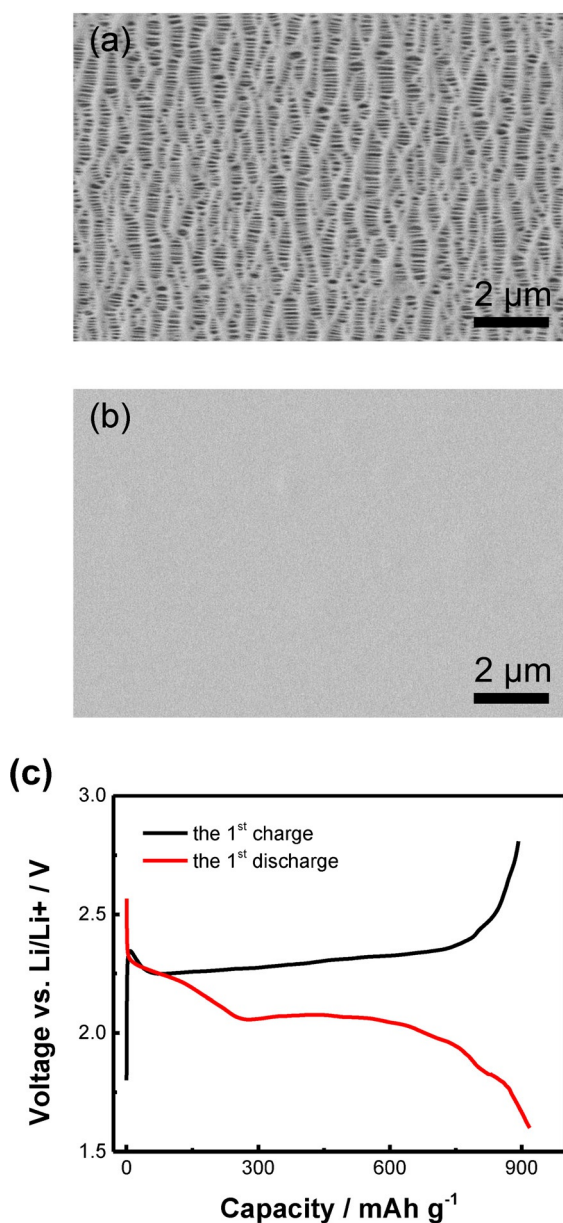 (a)
2 μm
(b)
2 μm
(c)
3.0
the 1st charge
the 1st discharge
2.5
2.0
1.5
Voltage vs. Li/Li+ / V
0 300 600 900
Capacity / mAh g-1